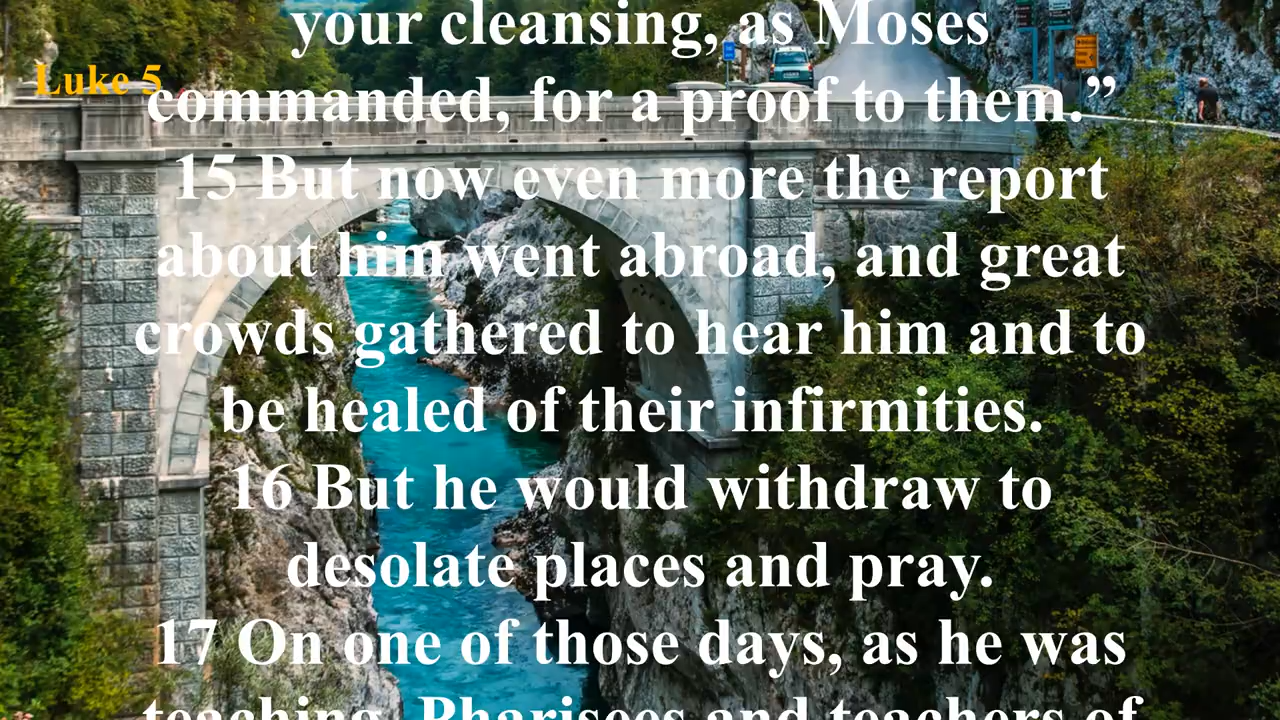 your cleansing, as Moses
Luke 5
commanded, for a proof to them.”
15 But now even more the report
about him went abroad, and great
crowds gathered to hear him and to
be healed of their infirmities.
16 But he would withdraw to
desolate places and pray.
17 On one of those days, as he was
teaching, Pharisees and teachers of